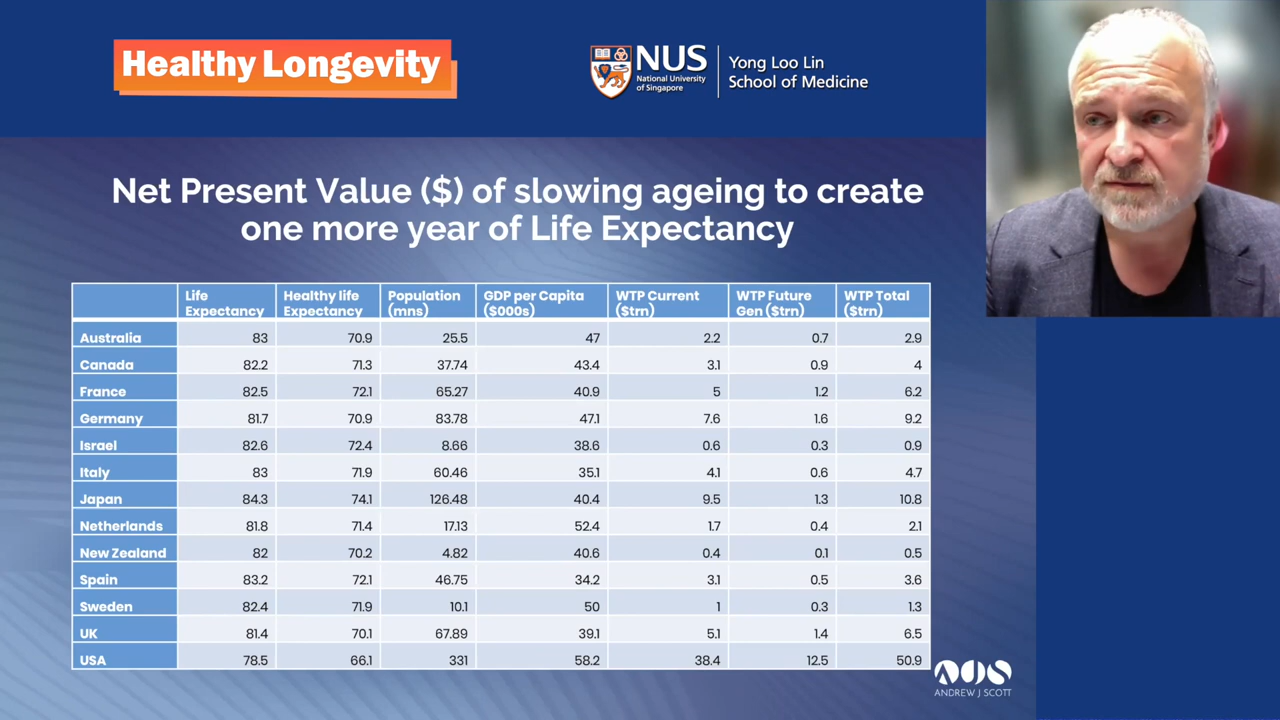 Healthy Longevity
NUS
National University
of Singapore
Yong Loo Lin
School of Medicine
Net Present Value ($) of slowing ageing to create
one more year of Life Expectancy
Life Expectancy Healthy life Expectancy Population (mns) GDP per Capita ($000s) WTP Current ($trn) WTP Future Gen ($trn) WTP Total ($trn)
Australia 83 70.9 25.5 47 2.2 0.7 2.9
Canada 82.2 71.3 37.74 43.4 3.1 0.9 4
France 82.5 72.1 65.27 40.9 5 1.2 6.2
Germany 81.7 70.9 83.78 47.1 7.6 1.6 9.2
Israel 82.6 72.4 8.66 38.6 0.6 0.3 0.9
Italy 83 71.9 60.46 35.1 4.1 0.6 4.7
Japan 84.3 74.1 126.48 40.4 9.5 1.3 10.8
Netherlands 81.8 71.4 17.13 52.4 1.7 0.4 2.1
New Zealand 82 70.2 4.82 40.6 0.4 0.1 0.5
Spain 83.2 72.1 46.75 34.2 3.1 0.5 3.6
Sweden 82.4 71.9 10.1 50 1 0.3 1.3
UK 81.4 70.1 67.89 39.1 5.1 1.4 6.5
USA 78.5 66.1 331 58.2 38.4 12.5 50.9
AJS
ANDREW J SCOTT